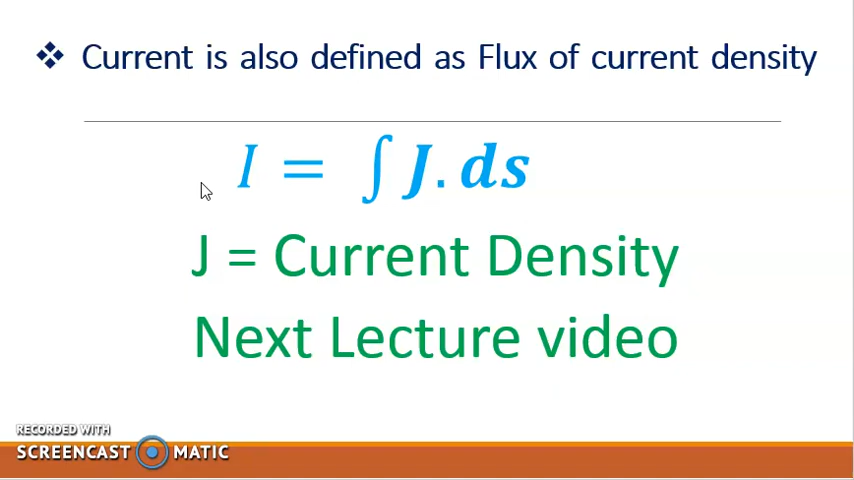 ❖ Current is also defined as Flux of current density
I = ∫ J. ds
J = Current Density
Next Lecture video
RECORDED WITH
SCREENCAST MATIC